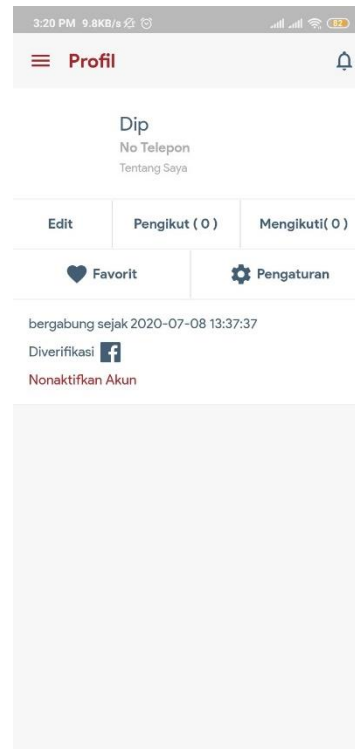 3:20 PM 9.8KB/s
82
Profil
Dip
No Telepon
Tentang Saya
Edit
Pengikut ( 0 )
Mengikuti( 0 )
Favorit
Pengaturan
bergabung sejak 2020-07-08 13:37:37
Diverifikasi
Nonaktifkan Akun